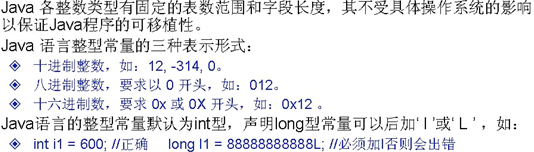 Java 各整数类型有固定的表数范围和字段长度，其不受具体操作系统的影响
以保证Java程序的可移植性。
Java 语言整型常量的三种表示形式：
十进制整数，如：12, -314, 0。
八进制整数，要求以 0 开头，如：012。
十六进制数，要求 0x 或 0X 开头，如：0x12 。
Java语言的整型常量默认为int型，声明long型常量可以后加‘ l ’或‘ L ’ ，如：
int i1 = 600; //正确 long l1 = 88888888888L; //必须加l否则会出错